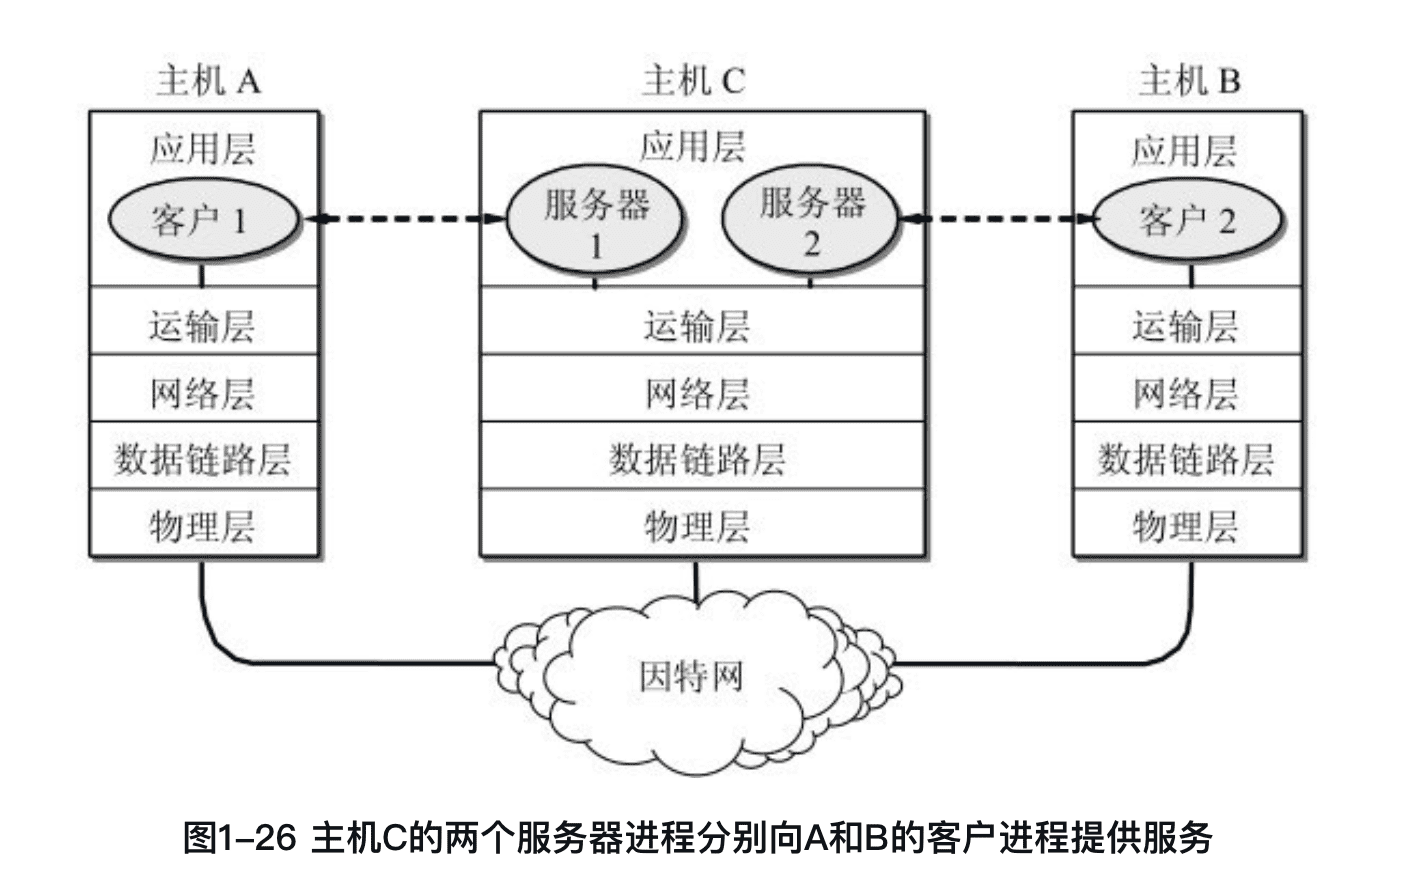 主机 A
应用层
客户 1
运输层
网络层
数据链路层
物理层
主机 C
应用层
服务器
1
服务器
2
运输层
网络层
数据链路层
物理层
主机 B
应用层
客户 2
运输层
网络层
数据链路层
物理层
因特网
图1-26 主机C的两个服务器进程分别向A和B的客户进程提供服务